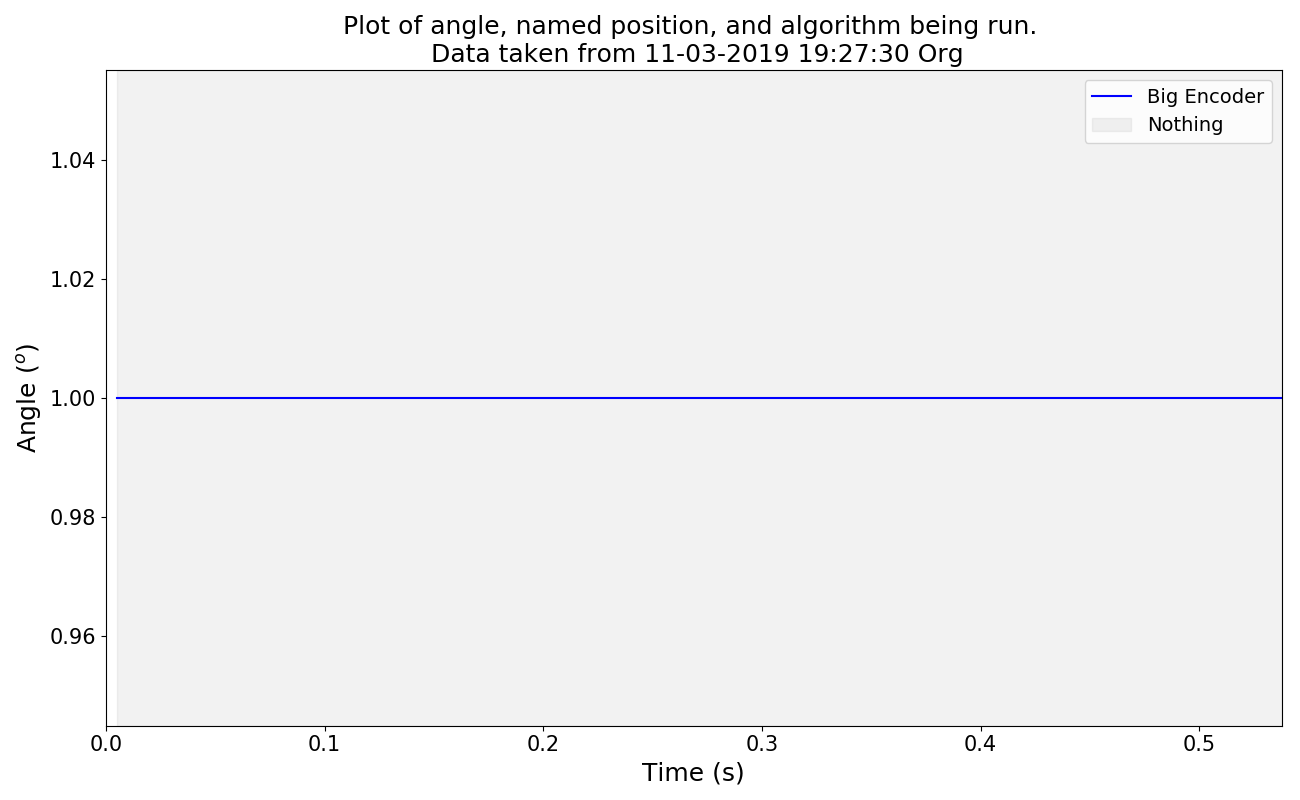 Plot of angle, named position, and algorithm being run.
Data taken from 11-03-2019 19:27:30 Org
Big Encoder
Nothing
1.04
1.02
1.00
0.98
0.96
Angle (°)
0.0 0.1 0.2 0.3 0.4 0.5
Time (s)